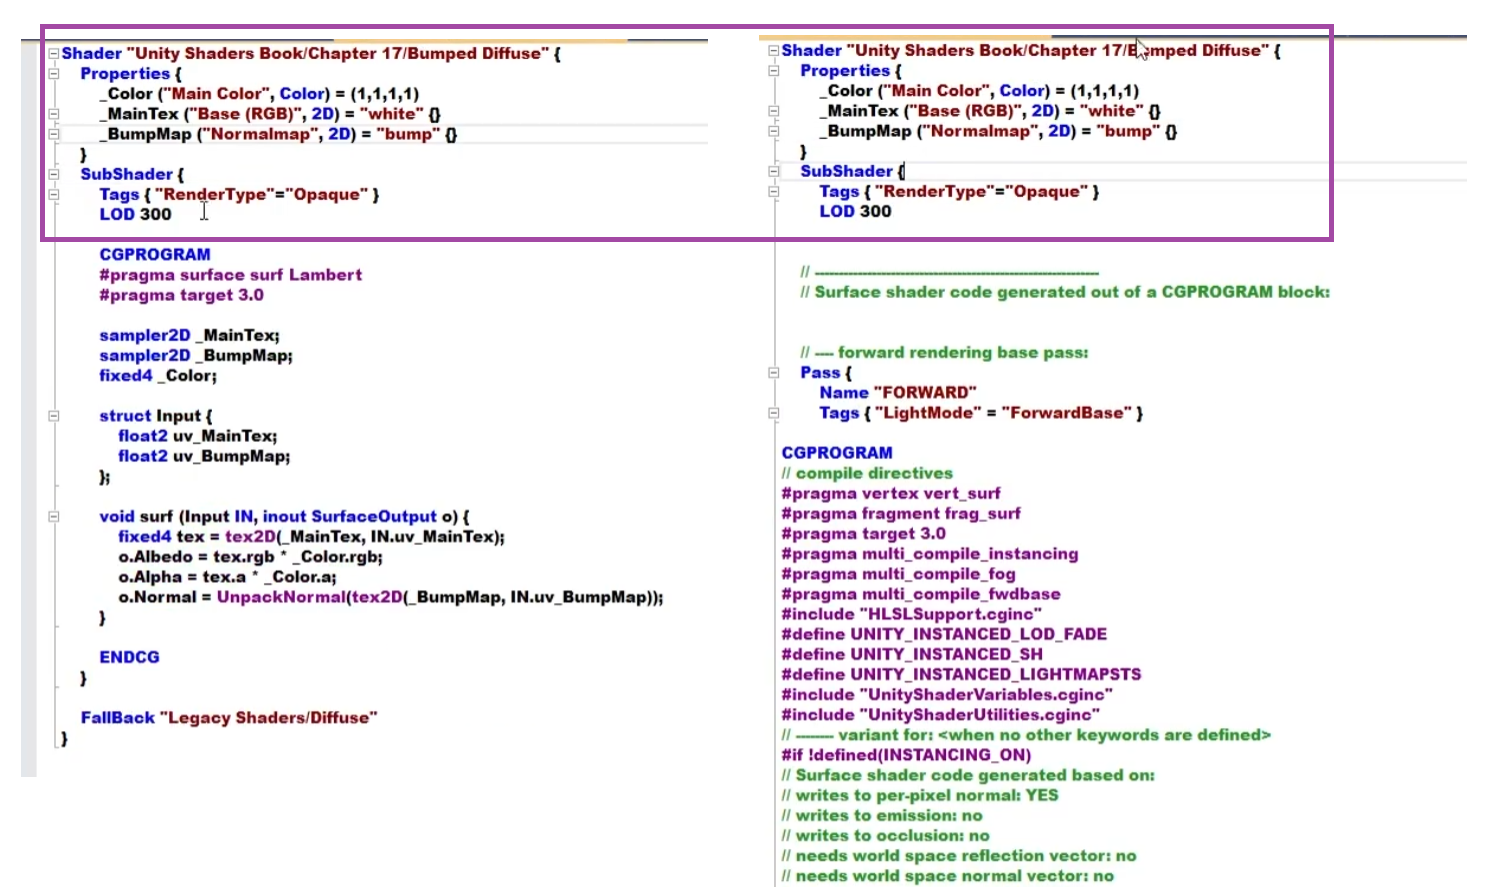 Shader "Unity Shaders Book/Chapter 17/Bumped Diffuse" {
Properties {
_Color ("Main Color", Color) = (1,1,1,1)
_MainTex ("Base (RGB)", 2D) = "white" {}
_BumpMap ("Normalmap", 2D) = "bump" {}
}
SubShader {
Tags { "RenderType"="Opaque" }
LOD 300
CGPROGRAM
#pragma surface surf Lambert
#pragma target 3.0
sampler2D _MainTex;
sampler2D _BumpMap;
fixed4 _Color;
struct Input {
float2 uv_MainTex;
float2 uv_BumpMap;
};
void surf (Input IN, inout SurfaceOutput o) {
fixed4 tex = tex2D(_MainTex, IN.uv_MainTex);
o.Albedo = tex.rgb * _Color.rgb;
o.Alpha = tex.a * _Color.a;
o.Normal = UnpackNormal(tex2D(_BumpMap, IN.uv_BumpMap));
}
ENDCG
}
FallBack "Legacy Shaders/Diffuse"
}
Shader "Unity Shaders Book/Chapter 17/Bumped Diffuse" {
Properties {
_Color ("Main Color", Color) = (1,1,1,1)
_MainTex ("Base (RGB)", 2D) = "white" {}
_BumpMap ("Normalmap", 2D) = "bump" {}
}
SubShader {
Tags { "RenderType"="Opaque" }
LOD 300
// ------------------------------------------------------------
// Surface shader code generated out of a CGPROGRAM block:
// ---- forward rendering base pass:
Pass {
Name "FORWARD"
Tags { "LightMode" = "ForwardBase" }
CGPROGRAM
// compile directives
#pragma vertex vert_surf
#pragma fragment frag_surf
#pragma target 3.0
#pragma multi_compile_instancing
#pragma multi_compile_fog
#pragma multi_compile_fwdbase
#include "HLSLSupport.cginc"
#define UNITY_INSTANCED_LOD_FADE
#define UNITY_INSTANCED_SH
#define UNITY_INSTANCED_LIGHTMAPSTS
#include "UnityShaderVariables.cginc"
#include "UnityShaderUtilities.cginc"
// -------- variant for: <when no other keywords are defined>
#if !defined(INSTANCING_ON)
// Surface shader code generated based on:
// writes to per-pixel normal: YES
// writes to emission: no
// writes to occlusion: no
// needs world space reflection vector: no
// needs world space normal vector: no